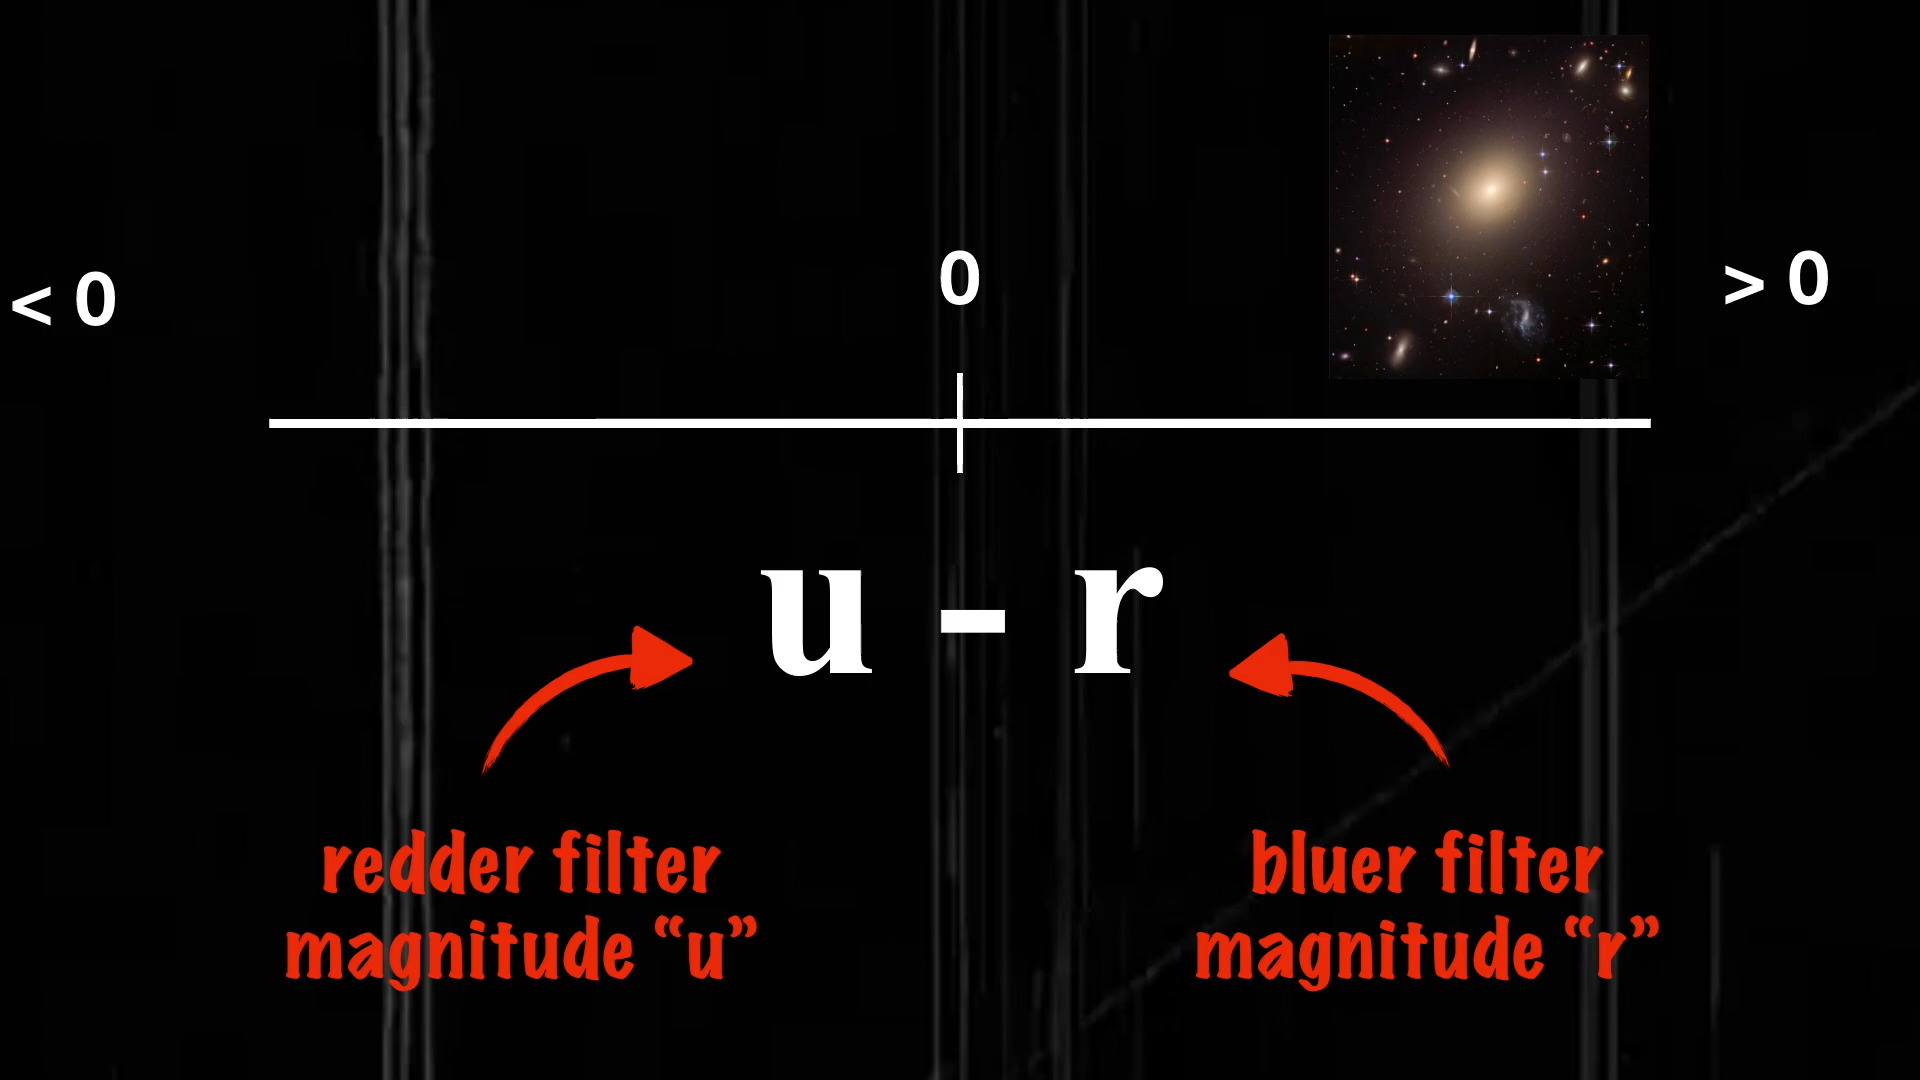 < 0
0
> 0
u - r
redder filter
magnitude “u”
bluer filter
magnitude “r”